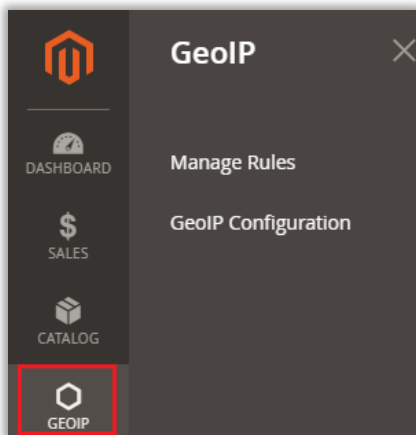 GeoIP
Manage Rules
GeoIP Configuration
DASHBOARD
$
SALES
CATALOG
GEOIP